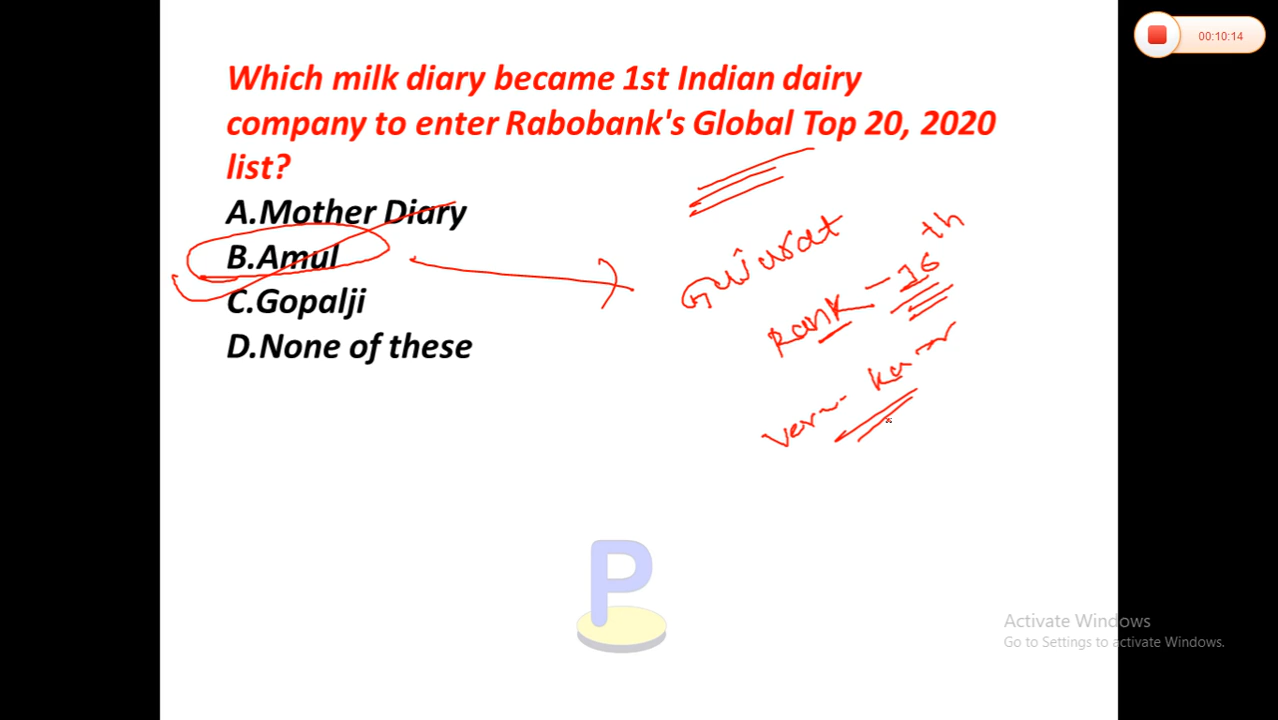 00:10:14
Which milk diary became 1st Indian dairy
company to enter Rabobank's Global Top 20, 2020
list?
A.Mother Diary
B.Amul
C.Gopalji
D.None of these
Gujurat
Rank - 16th
P
Activate Windows
Go to Settings to activate Windows.